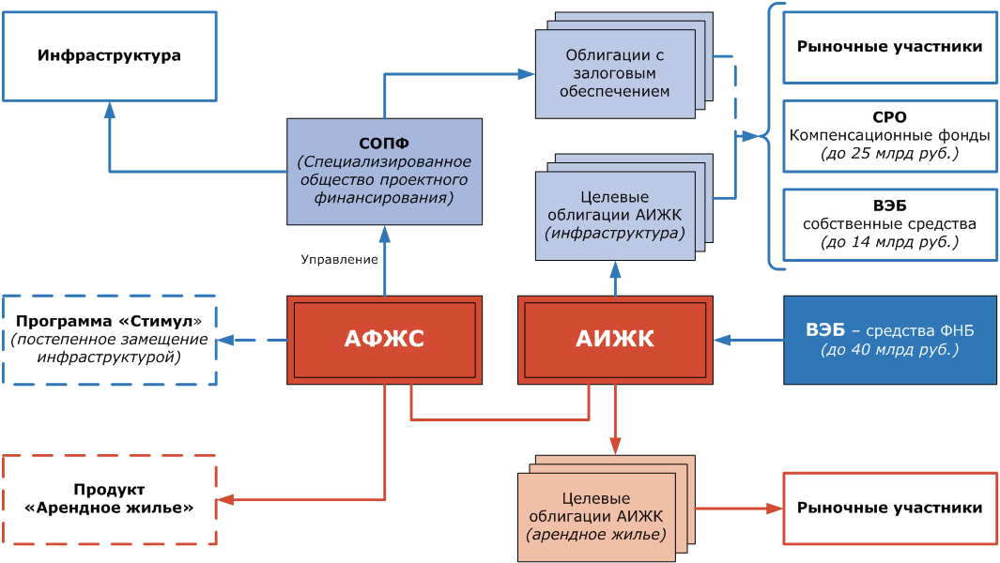 Инфраструктура
СОПФ
(Специализированное
общество проектного
финансирования)
Облигации с
залоговым
обеспечением
Целевые
облигации АИЖК
(инфраструктура)
Рыночные участники
СРО
Компенсационные фонды
(до 25 млрд руб.)
ВЭБ
собственные средства
(до 14 млрд руб.)
Управление
Программа «Стимул»
(постепенное замещение
инфраструктурой)
АФЖС
АИЖК
ВЭБ – средства ФНБ
(до 40 млрд руб.)
Продукт
«Арендное жилье»
Целевые
облигации АИЖК
(арендное жилье)
Рыночные участники